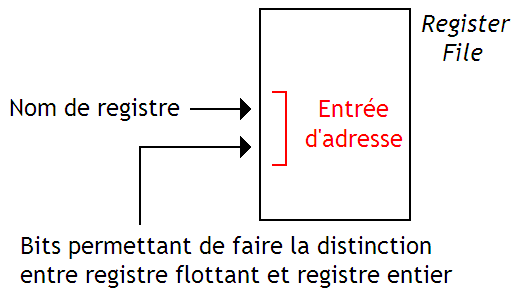 Register
File
Nom de registre
Entrée
d'adresse
Bits permettant de faire la distinction
entre registre flottant et registre entier